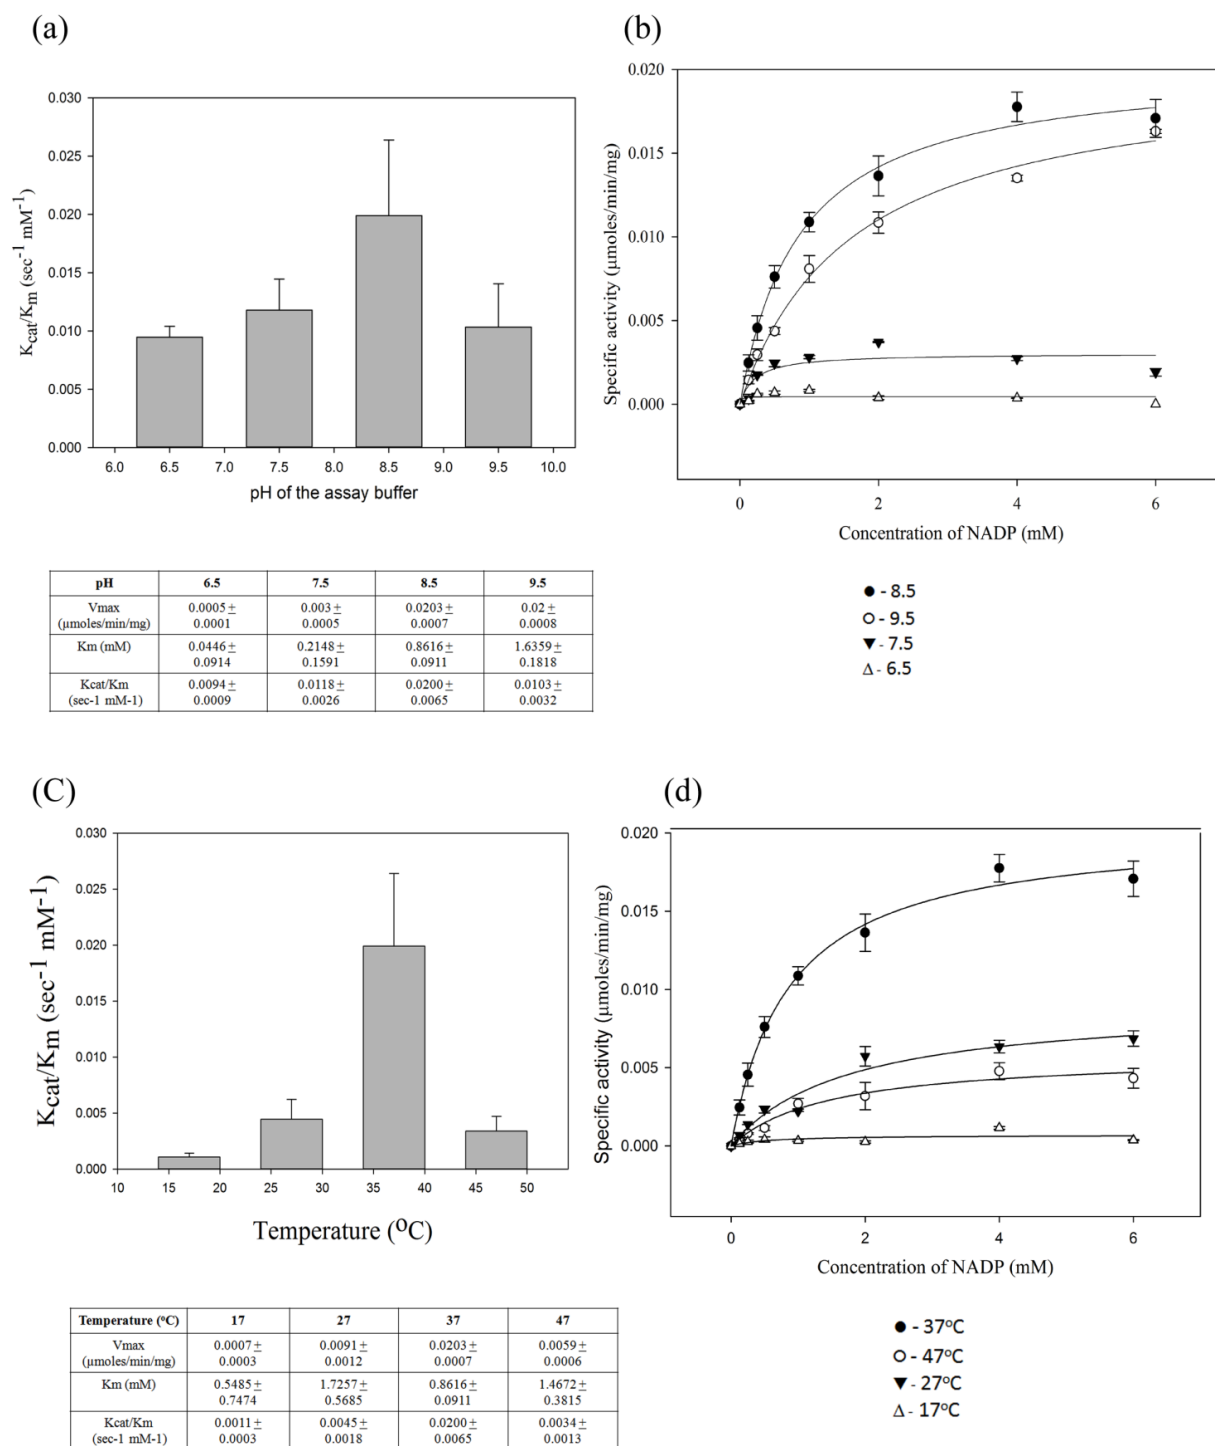 (a)
0.030
0.025
0.020
0.015
0.010
0.005
0.000
Kcat/Km (sec-1 mM-1)
6.0 6.5 7.0 7.5 8.0 8.5 9.0 9.5 10.0
pH of the assay buffer
(b)
0.020
0.015
0.010
0.005
0.000
Specific activity (µmoles/min/mg)
0 2 4 6
Concentration of NADP (mM)
● - 8.5
○ - 9.5
▼ - 7.5
△ - 6.5
pH 6.5 7.5 8.5 9.5
Vmax (µmoles/min/mg) 0.0005 ± 0.0001 0.003 ± 0.0005 0.0203 ± 0.0007 0.02 ± 0.0008
Km (mM) 0.0446 ± 0.0914 0.2148 ± 0.1591 0.8616 ± 0.0911 1.6359 ± 0.1818
Kcat/Km (sec-1 mM-1) 0.0094 ± 0.0009 0.0118 ± 0.0026 0.0200 ± 0.0065 0.0103 ± 0.0032
(C)
0.030
0.025
0.020
0.015
0.010
0.005
0.000
Kcat/Km (sec-1 mM-1)
10 15 20 25 30 35 40 45 50
Temperature (oC)
(d)
0.020
0.015
0.010
0.005
0.000
Specific activity (µmoles/min/mg)
0 2 4 6
Concentration of NADP (mM)
● - 37oC
○ - 47oC
▼ - 27oC
△ - 17oC
Temperature (oC) 17 27 37 47
Vmax (µmoles/min/mg) 0.0007 ± 0.0003 0.0091 ± 0.0012 0.0203 ± 0.0007 0.0059 ± 0.0006
Km (mM) 0.5485 ± 0.7474 1.7257 ± 0.5685 0.8616 ± 0.0911 1.4672 ± 0.3815
Kcat/Km (sec-1 mM-1) 0.0011 ± 0.0003 0.0045 ± 0.0018 0.0200 ± 0.0065 0.0034 ± 0.0013